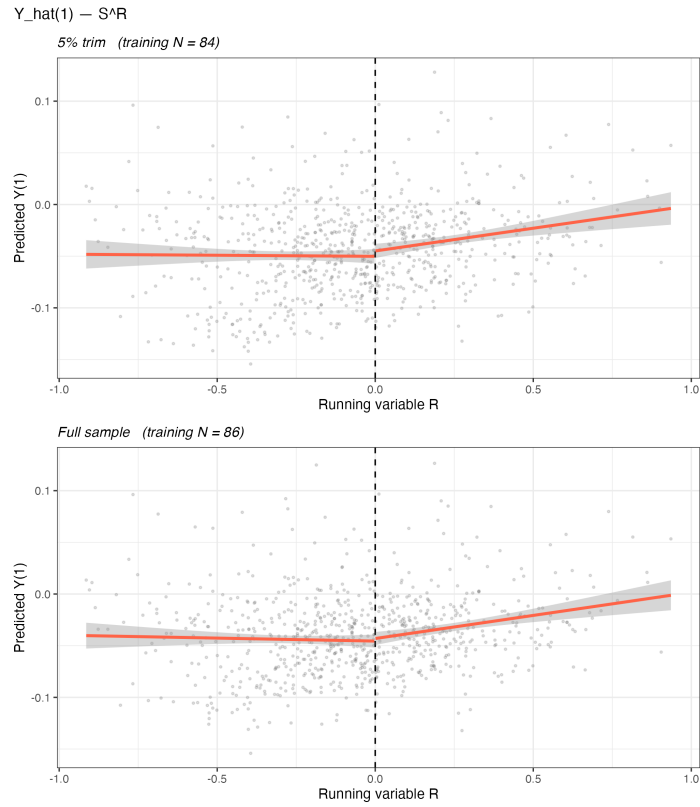 Y_hat(1) — S^R
5% trim   (training N = 84)
Predicted Y(1)
0.1
0.0
-0.1
-1.0
-0.5
0.0
0.5
1.0
Running variable R
Full sample   (training N = 86)
Predicted Y(1)
0.1
0.0
-0.1
-1.0
-0.5
0.0
0.5
1.0
Running variable R